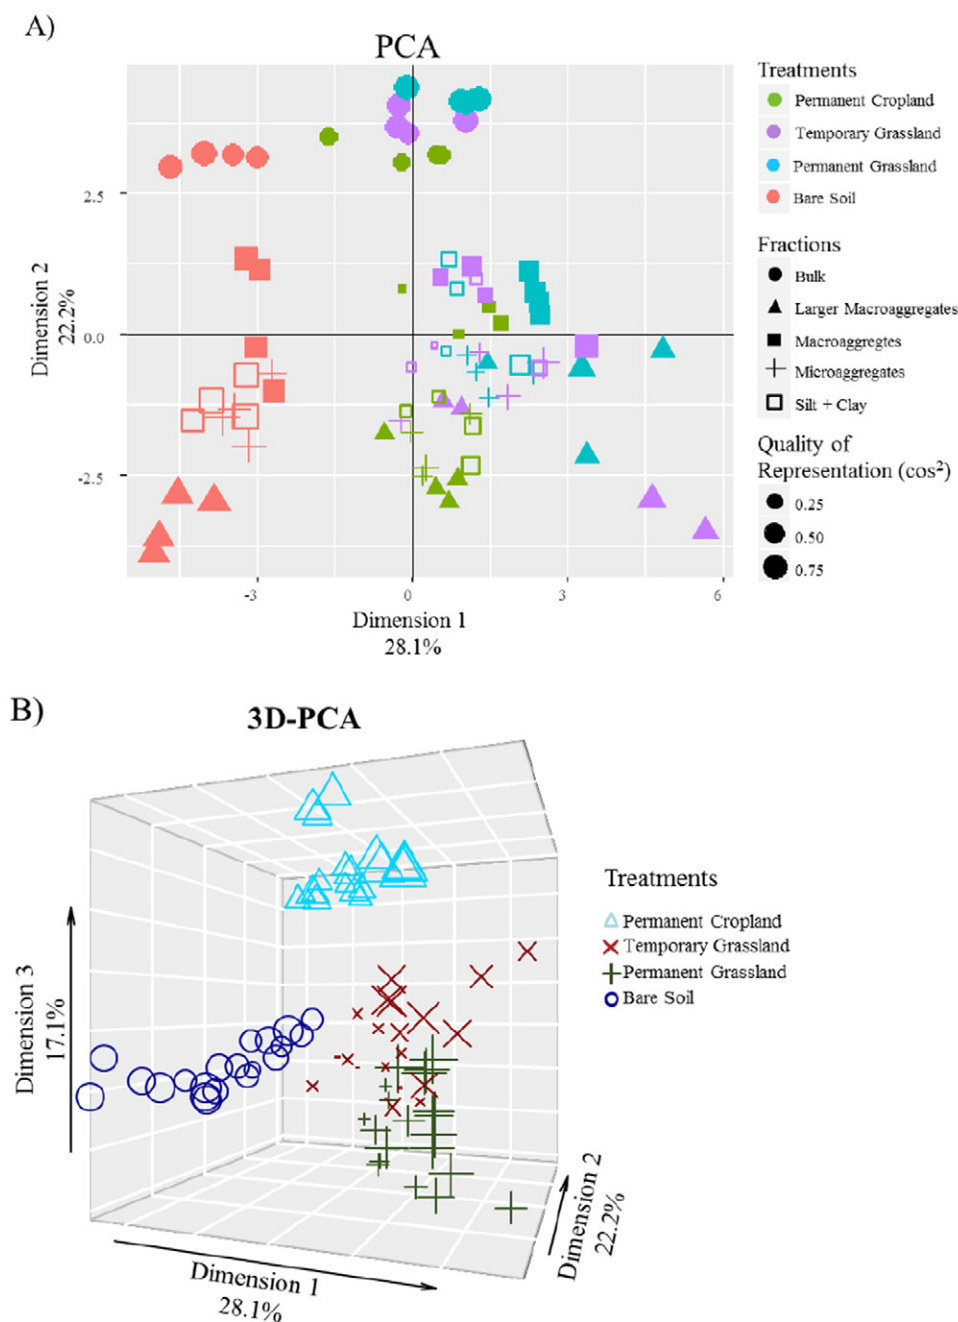 A)
PCA
Treatments
Permanent Cropland
Temporary Grassland
Permanent Grassland
Bare Soil
Fractions
Bulk
Larger Macroaggregates
Macroaggregtes
Microaggregates
Silt + Clay
Quality of
Representation (cos²)
0.25
0.50
0.75
2.5
0.0
-2.5
Dimension 2
22.2%
-3
0
3
6
Dimension 1
28.1%
B)
3D-PCA
Treatments
Permanent Cropland
Temporary Grassland
Permanent Grassland
Bare Soil
Dimension 3
17.1%
Dimension 1
28.1%
Dimension 2
22.2%